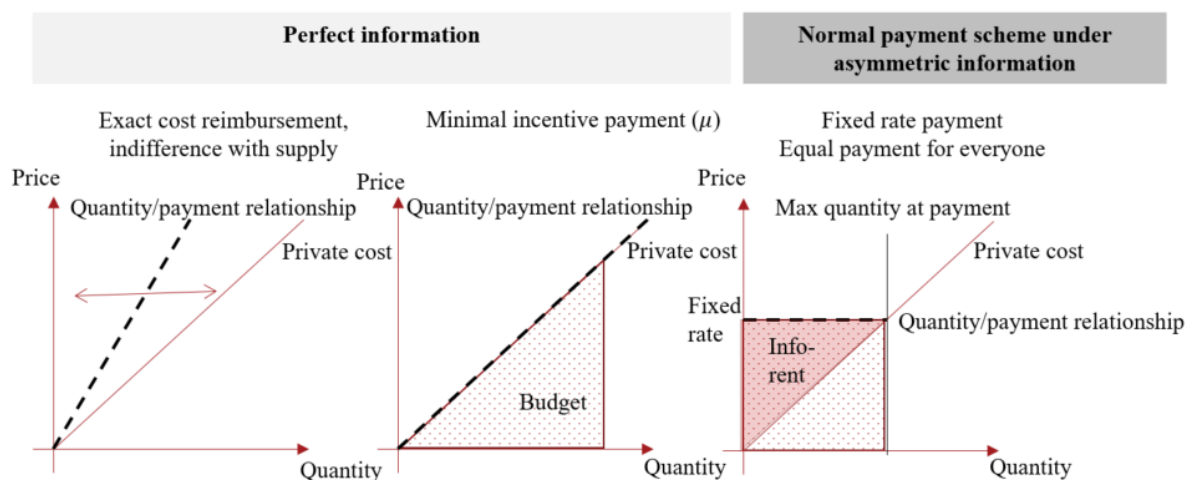 Perfect information
Normal payment scheme under
asymmetric information
Exact cost reimbursement,
indifference with supply
Price
Quantity/payment relationship
Private cost
Quantity
Minimal incentive payment (μ)
Price
Quantity/payment relationship
Private cost
Budget
Quantity
Fixed rate payment
Equal payment for everyone
Price
Max quantity at payment
Private cost
Fixed
rate
Quantity/payment relationship
Info-
rent
Quantity